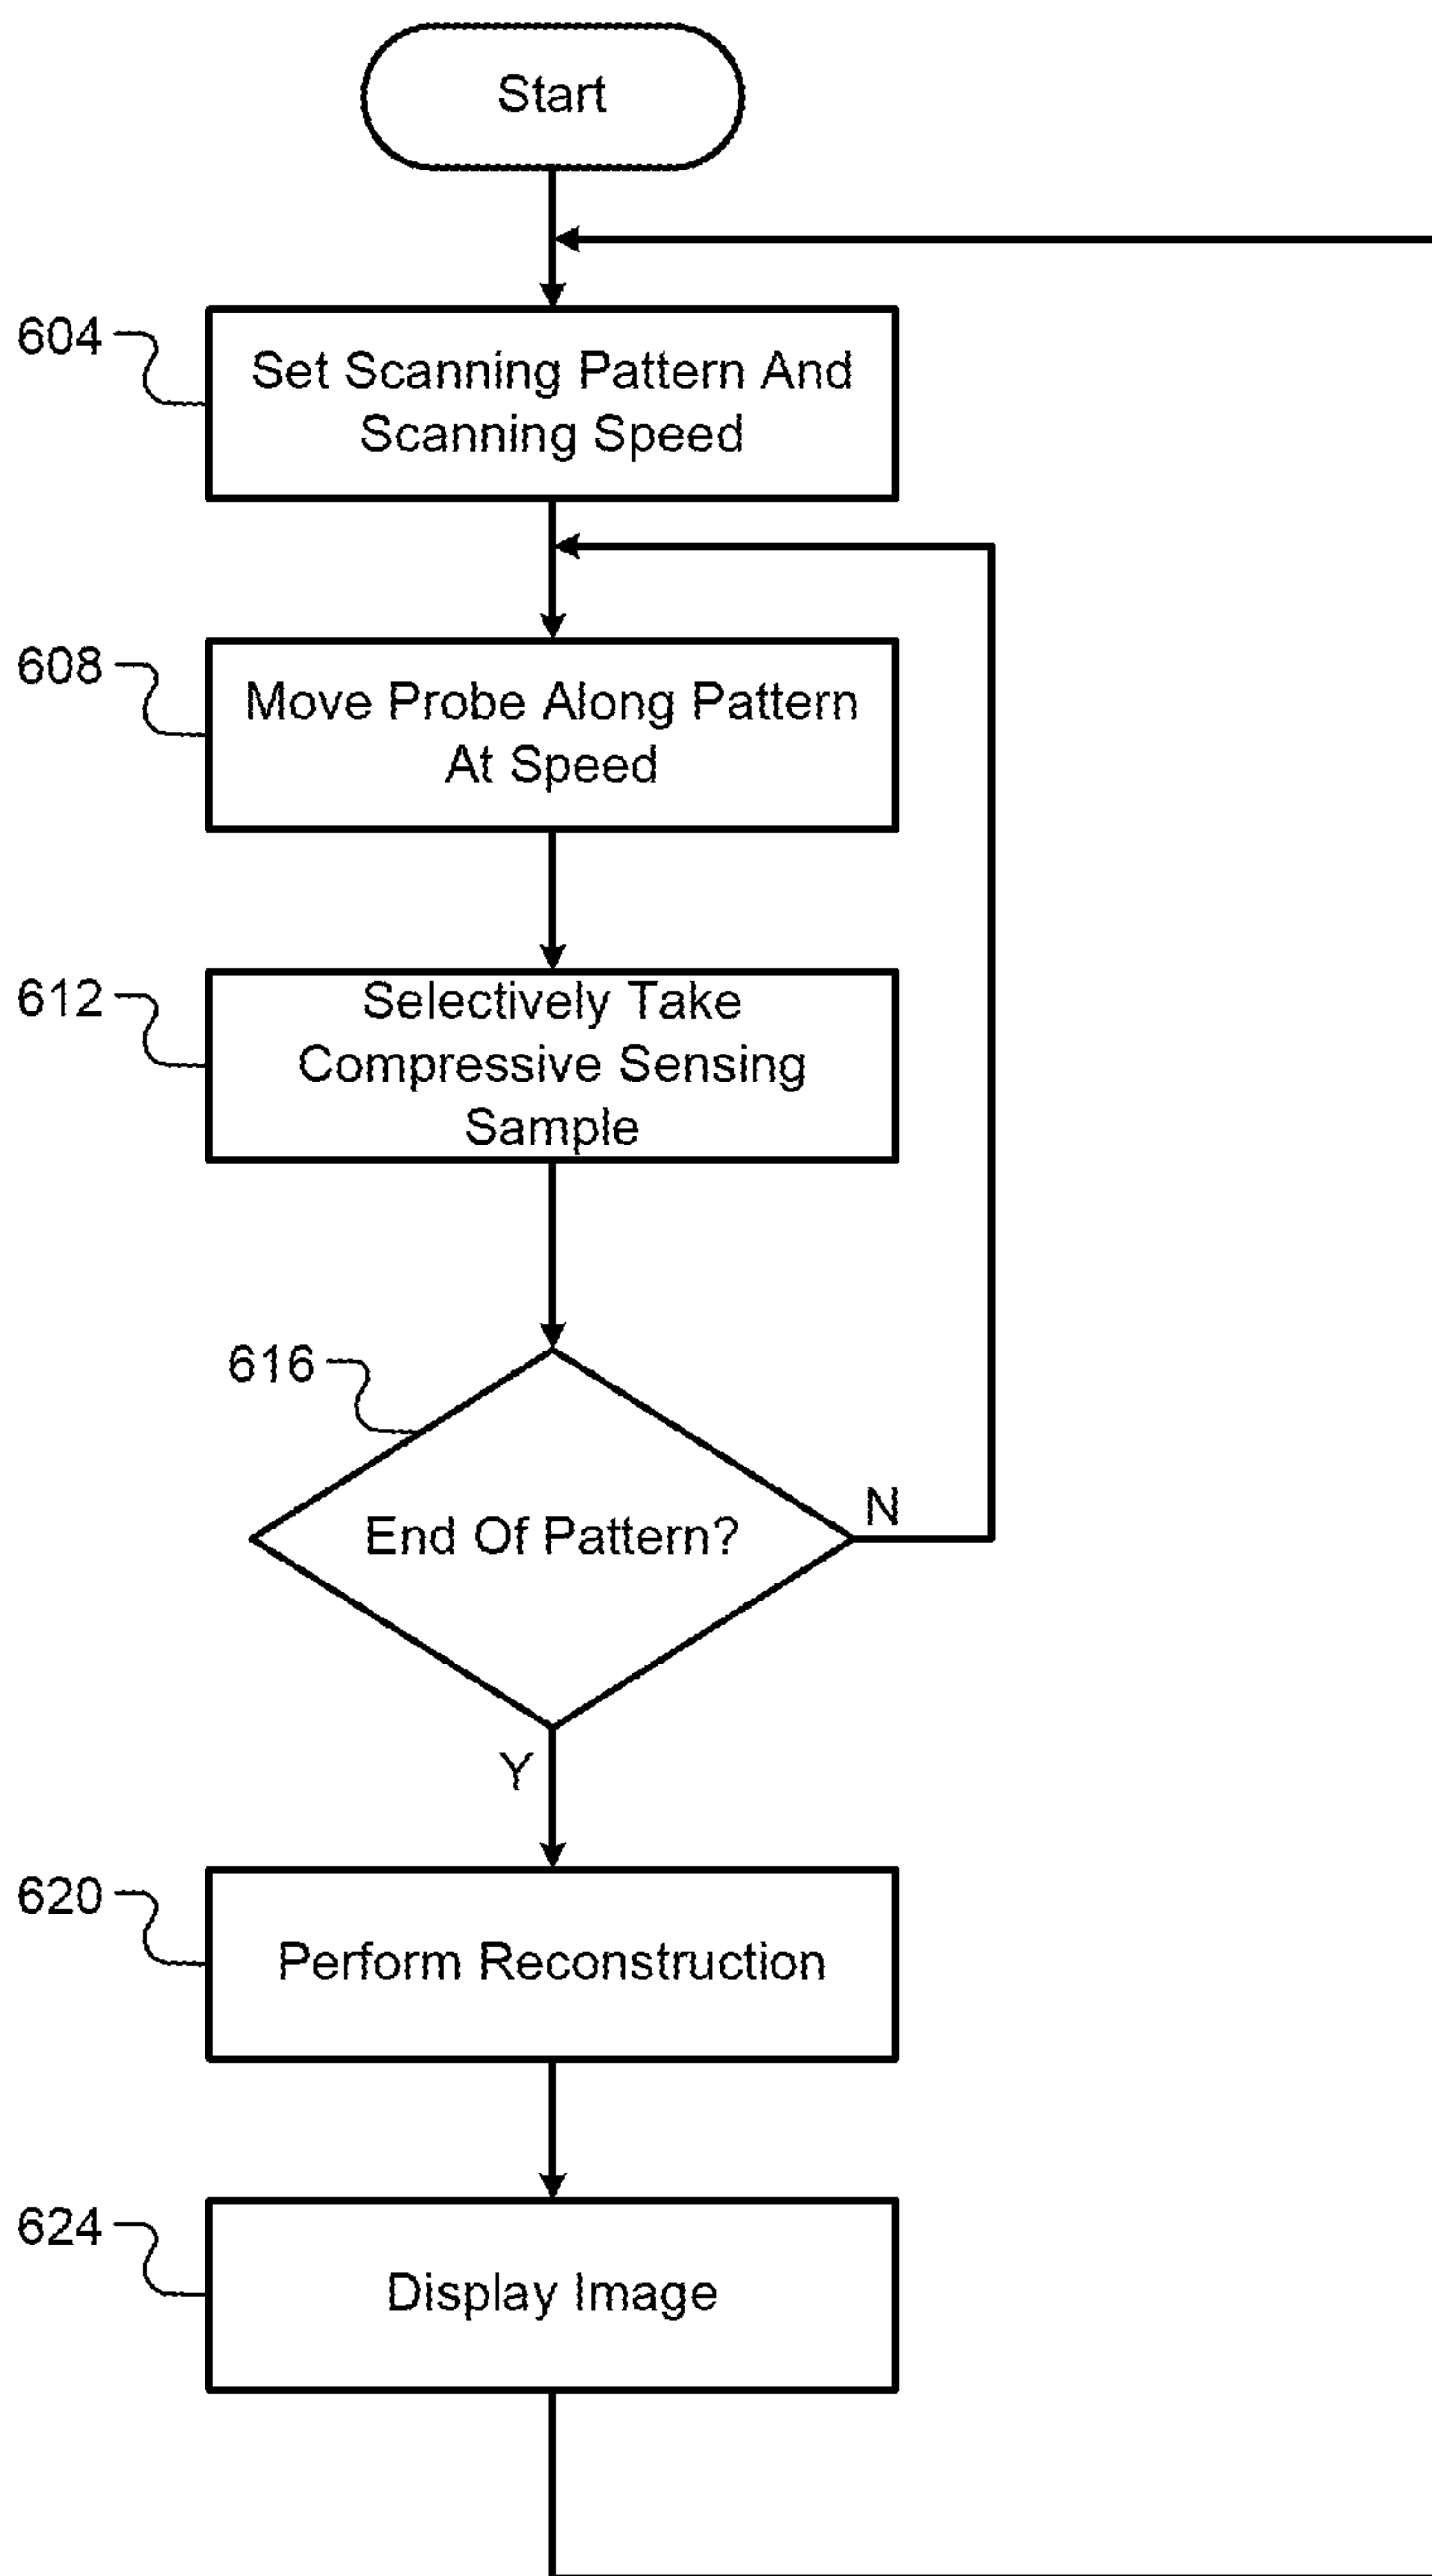 Start
604
Set Scanning Pattern And
Scanning Speed
608
Move Probe Along Pattern
At Speed
612
Selectively Take
Compressive Sensing
Sample
616
End Of Pattern?
N
Y
620
Perform Reconstruction
624
Display Image